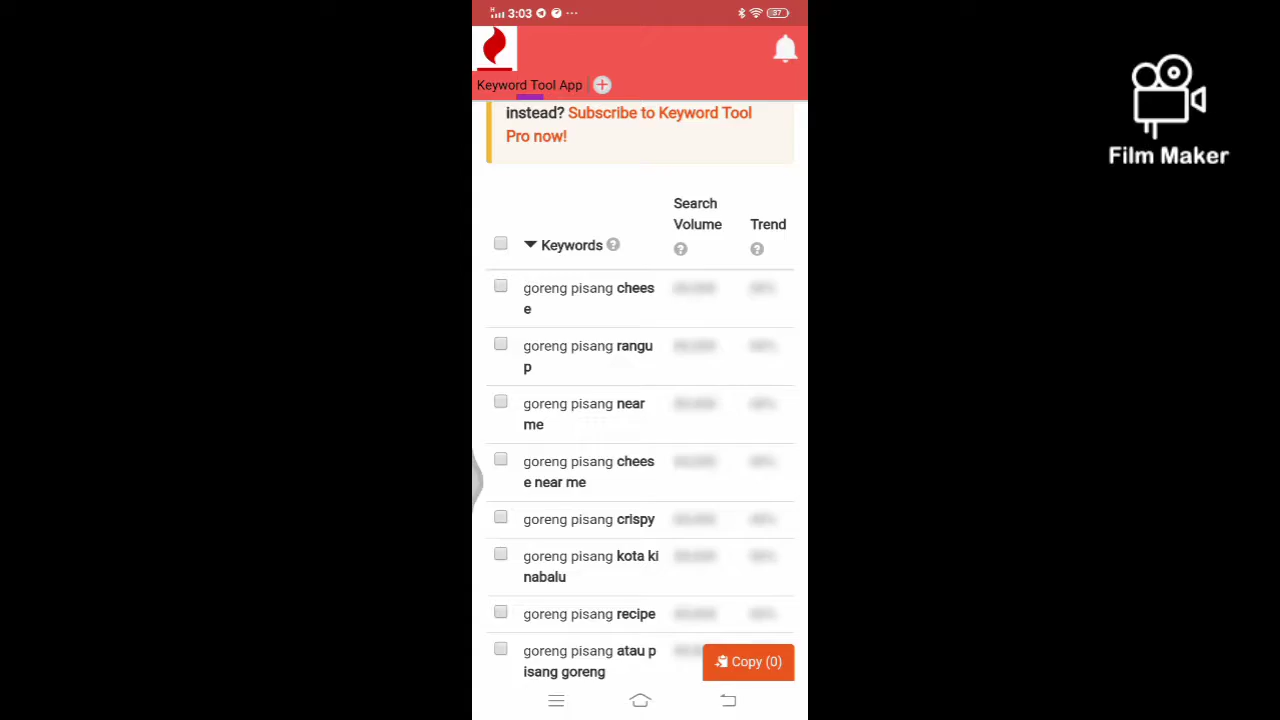 H 3:03 ... 37
Keyword Tool App
instead? Subscribe to Keyword Tool
Pro now!
Search
Volume Trend
Keywords
goreng pisang chees
e
goreng pisang rangu
p
goreng pisang near
me
goreng pisang chees
e near me
goreng pisang crispy
goreng pisang kota ki
nabalu
goreng pisang recipe
goreng pisang atau p
isang goreng
Copy (0)
Film Maker